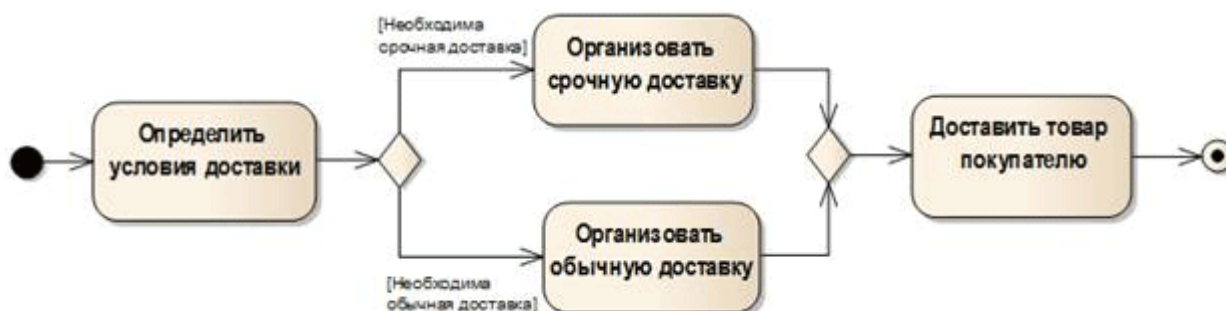 [Необходима
срочная доставка]
Организовать
срочную доставку
Определить
условия доставки
Доставить товар
покупателю
Организовать
обычную доставку
[Необходима
обычная доставка]